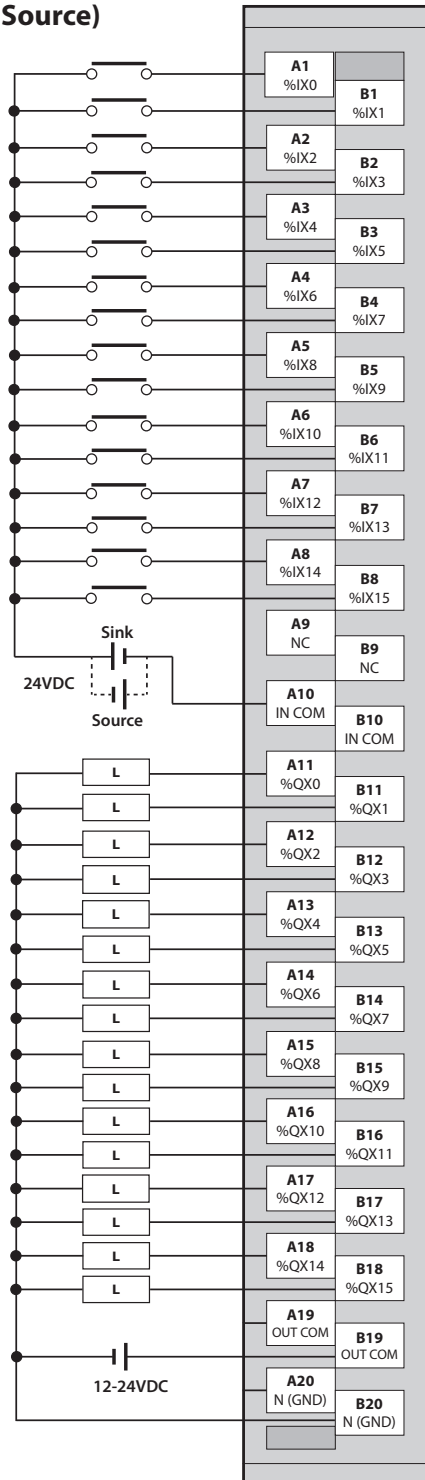 Source)
A1
%IX0
B1
%IX1
A2
%IX2
B2
%IX3
A3
%IX4
B3
%IX5
A4
%IX6
B4
%IX7
A5
%IX8
B5
%IX9
A6
%IX10
B6
%IX11
A7
%IX12
B7
%IX13
A8
%IX14
B8
%IX15
A9
NC
B9
NC
Sink
24VDC
Source
A10
IN COM
B10
IN COM
L
A11
%QX0
L
B11
%QX1
L
A12
%QX2
L
B12
%QX3
L
A13
%QX4
L
B13
%QX5
L
A14
%QX6
L
B14
%QX7
L
A15
%QX8
L
B15
%QX9
L
A16
%QX10
L
B16
%QX11
L
A17
%QX12
L
B17
%QX13
L
A18
%QX14
L
B18
%QX15
A19
OUT COM
B19
OUT COM
12-24VDC
A20
N (GND)
B20
N (GND)